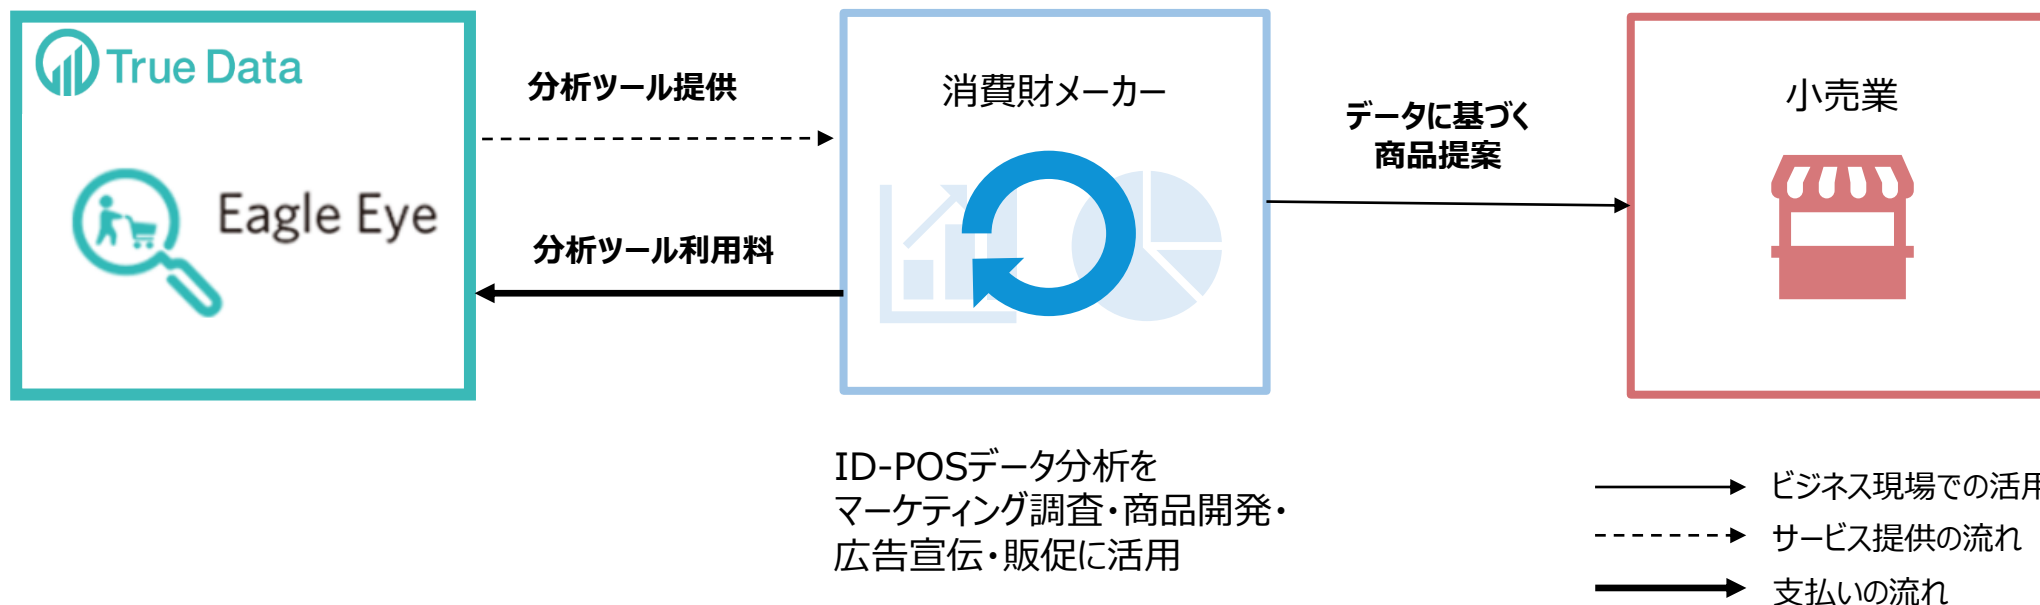 True Data
Eagle Eye
分析ツール提供
分析ツール利用料
消費財メーカー
データに基づく
商品提案
小売業
ID-POSデータ分析を
マーケティング調査・商品開発・
広告宣伝・販促に活用
ビジネス現場での活用
サービス提供の流れ
支払いの流れ